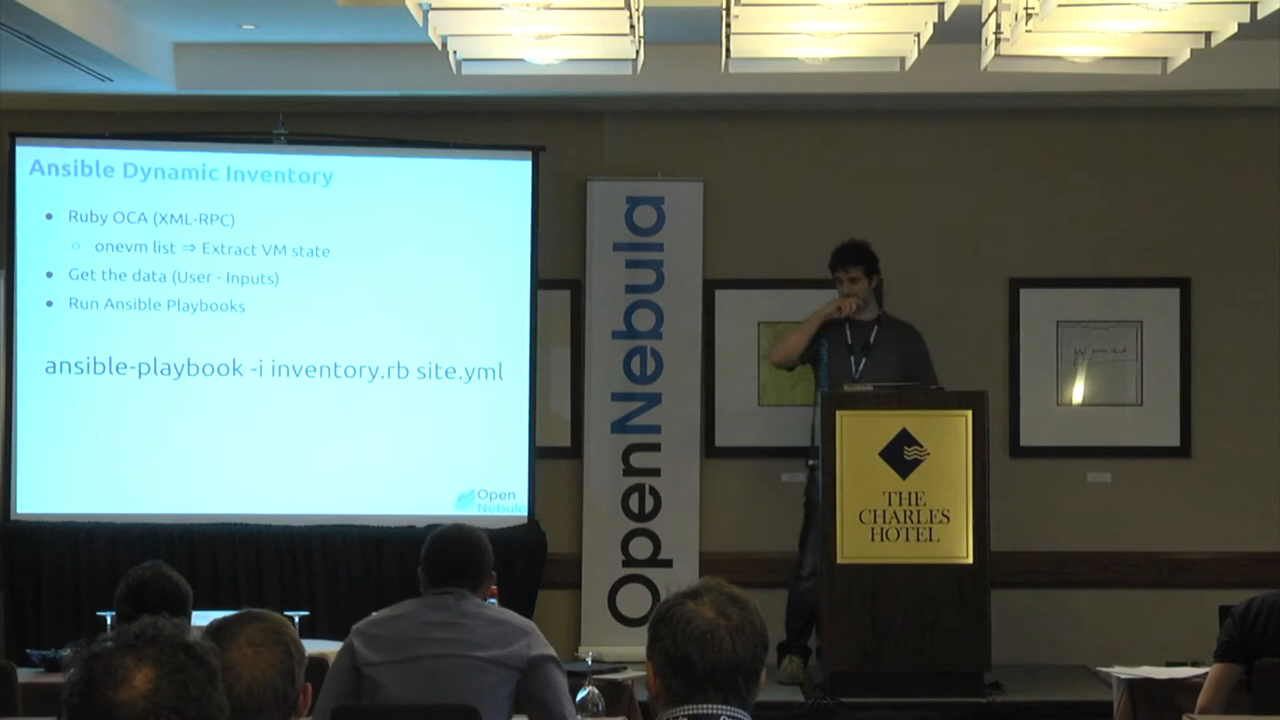 Ansible Dynamic Inventory
Ruby OCA (XML-RPC)
onevm list ⇒ Extract VM state
Get the data (User - Inputs)
Run Ansible Playbooks
ansible-playbook -i inventory.rb site.yml
Open
Nebula
OpenNebula
THE
CHARLES
HOTEL